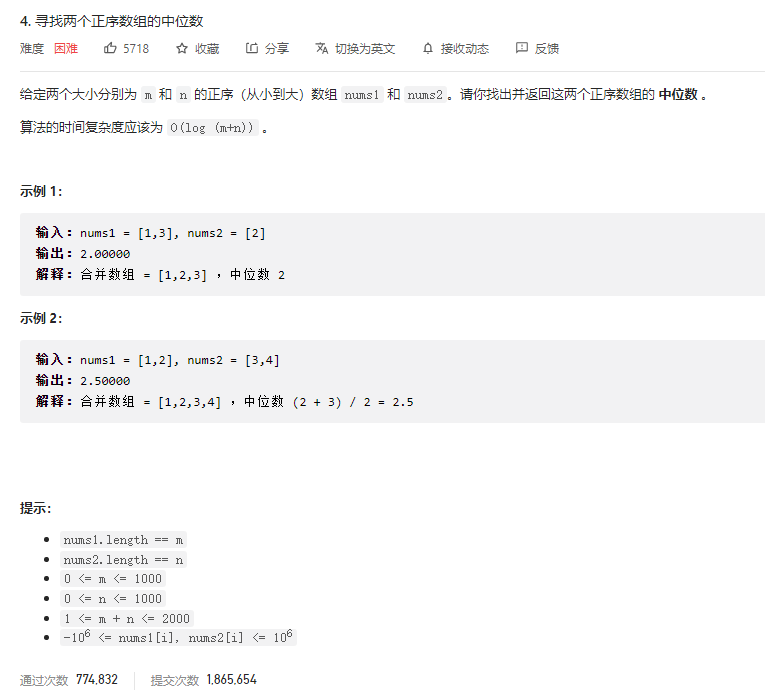 4. 寻找两个正序数组的中位数
难度 困难 5718 收藏 分享 切换为英文 接收动态 反馈
给定两个大小分别为 m 和 n 的正序（从小到大）数组 nums1 和 nums2。请你找出并返回这两个正序数组的 中位数 。
算法的时间复杂度应该为 O(log (m+n)) 。
示例 1：
输入：nums1 = [1,3], nums2 = [2]
输出：2.00000
解释：合并数组 = [1,2,3] ，中位数 2
示例 2：
输入：nums1 = [1,2], nums2 = [3,4]
输出：2.50000
解释：合并数组 = [1,2,3,4] ，中位数 (2 + 3) / 2 = 2.5
提示：
nums1.length == m
nums2.length == n
0 <= m <= 1000
0 <= n <= 1000
1 <= m + n <= 2000
-10⁶ <= nums1[i], nums2[i] <= 10⁶
通过次数 774,832 提交次数 1,865,654